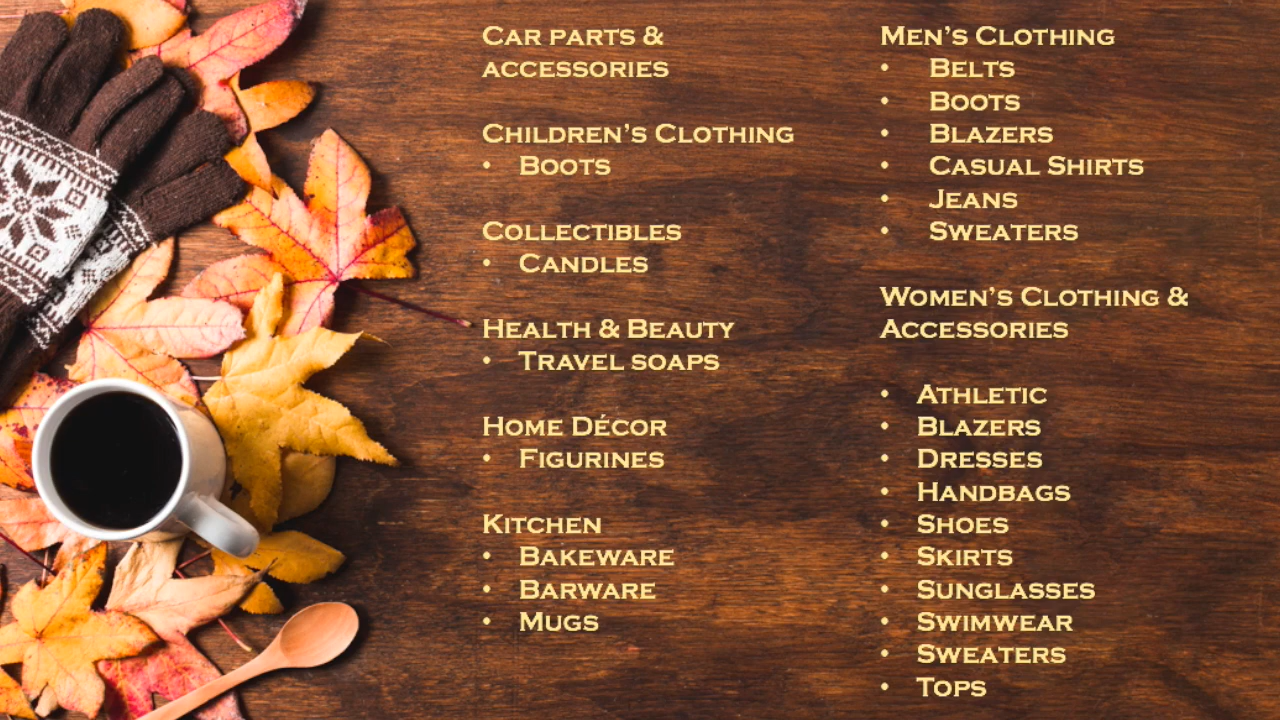 Car parts &
accessories
Children's Clothing
• Boots
Collectibles
• Candles
Health & Beauty
• Travel soaps
Home Décor
• Figurines
Kitchen
• Bakeware
• Barware
• Mugs
Men's Clothing
• Belts
• Boots
• Blazers
• Casual Shirts
• Jeans
• Sweaters
Women's Clothing &
Accessories
• Athletic
• Blazers
• Dresses
• Handbags
• Shoes
• Skirts
• Sunglasses
• Swimwear
• Sweaters
• Tops